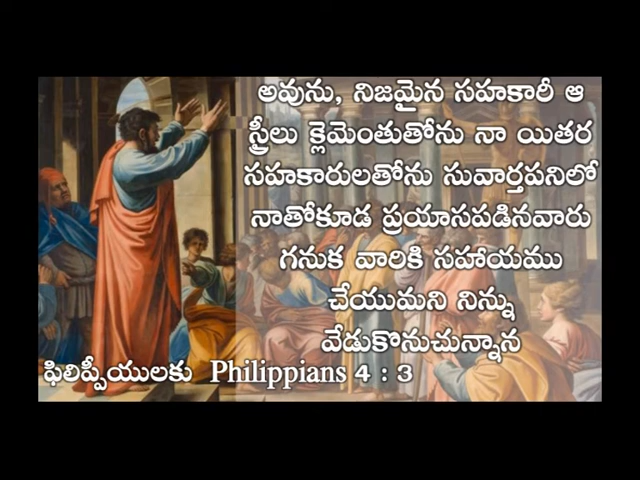 అవును, నిజమైన సహకారీ ఆ
స్త్రీలు క్లెమెంతుతోను నా యితర
సహకారులతోను సువార్తపనిలో
నాతోకూడ ప్రయాసపడినవారు
గనుక వారికి సహాయము
చేయుమని నిన్ను
వేడుకొనుచున్నాన
ఫిలిప్పీయులకు Philippians 4 : 3